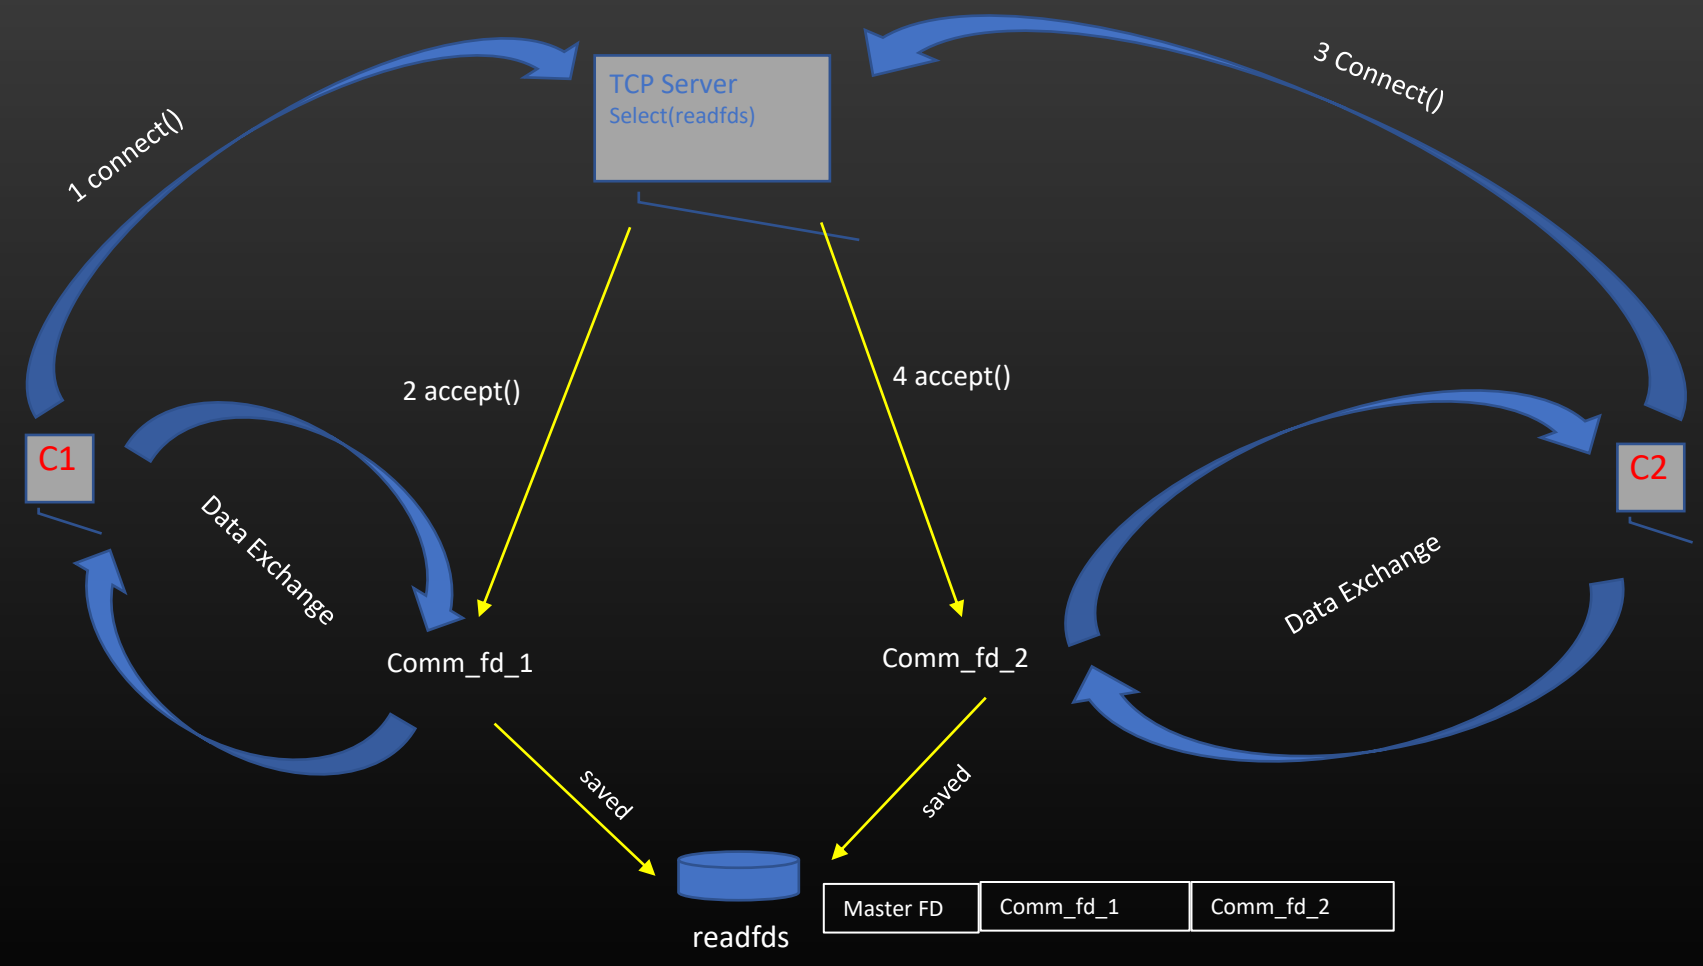 TCP Server
Select(readfds)
1 connect()
3 Connect()
2 accept()
4 accept()
C1
C2
Data Exchange
Data Exchange
Comm_fd_1
Comm_fd_2
saved
saved
readfds
Master FD
Comm_fd_1
Comm_fd_2